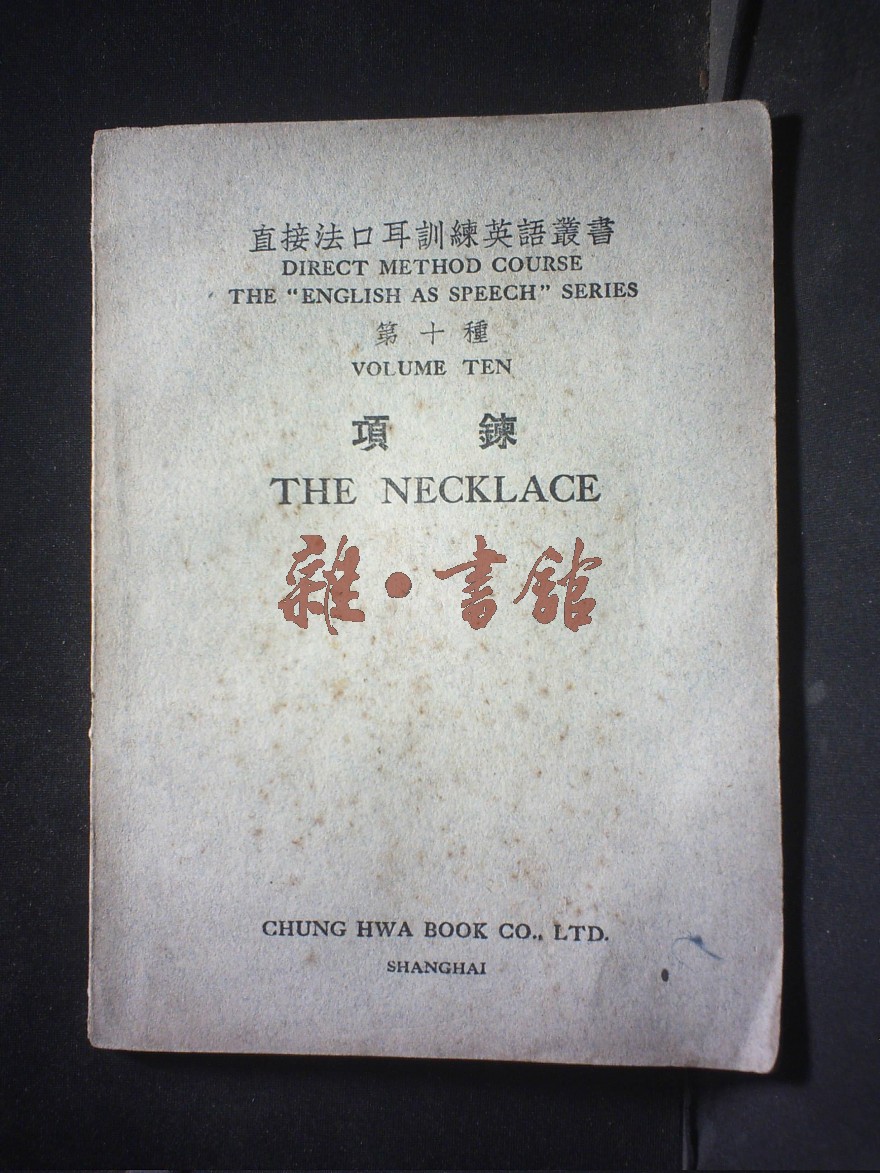 直接法口耳訓練英語叢書
DIRECT METHOD COURSE
THE “ENGLISH AS SPEECH” SERIES
第十種
VOLUME TEN
項鍊
THE NECKLACE
雜·書館
CHUNG HWA BOOK CO., LTD.
SHANGHAI